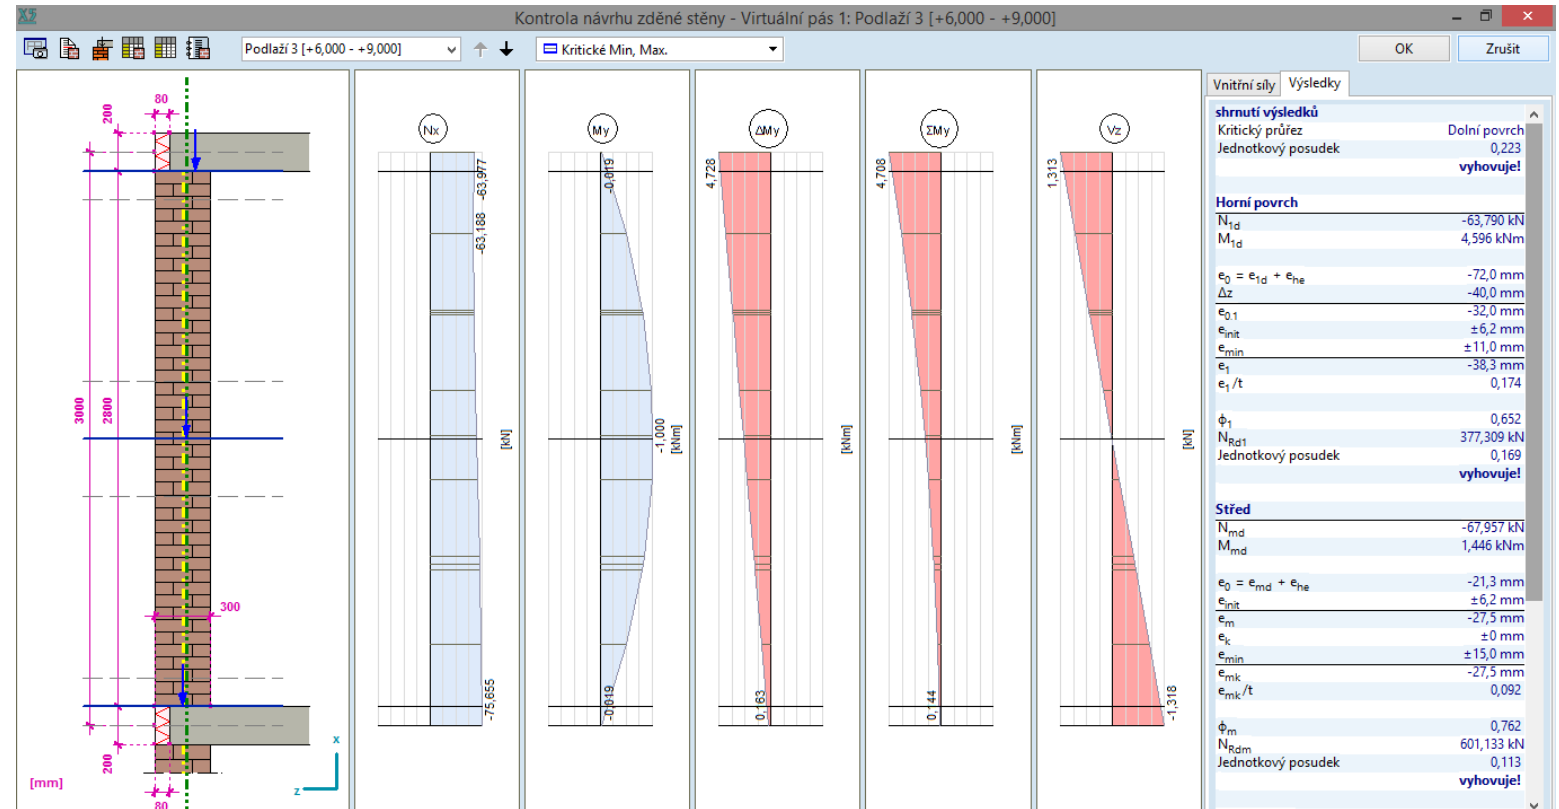 Kontrola návrhu zděné stěny - Virtuální pás 1: Podlaží 3 [+6,000 - +9,000]
Podlaží 3 [+6,000 - +9,000]
Kritické Min, Max.
OK
Zrušit
80
200
3000
2800
300
200
80
[mm]
x
z
Nx
-63,977
-63,188
[kN]
-75,655
My
-0,019
-1,000
[kNm]
-0,019
ΔMy
4,728
[kNm]
0,163
ΣMy
4,708
[kNm]
0,144
Vz
1,313
[kN]
-1,318
Vnitřní síly
Výsledky
shrnutí výsledků
Kritický průřez Dolní povrch
Jednotkový posudek 0,223
vyhovuje!
Horní povrch
N1d -63,790 kN
M1d 4,596 kNm
e0 = e1d + ehe -72,0 mm
Δz -40,0 mm
e0.1 -32,0 mm
einit ±6,2 mm
emin ±11,0 mm
e1 -38,3 mm
e1/t 0,174
ϕ1 0,652
NRd1 377,309 kN
Jednotkový posudek 0,169
vyhovuje!
Střed
Nmd -67,957 kN
Mmd 1,446 kNm
e0 = emd + ehe -21,3 mm
einit ±6,2 mm
em -27,5 mm
ek ±0 mm
emin ±15,0 mm
emk -27,5 mm
emk/t 0,092
ϕm 0,762
NRdm 601,133 kN
Jednotkový posudek 0,113
vyhovuje!